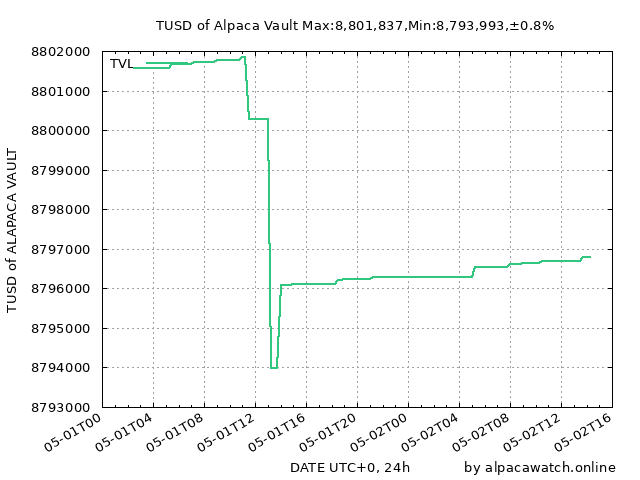 TUSD of Alpaca Vault Max:8,801,837,Min:8,793,993,±0.8%
TUSD of ALAPACA VAULT
8802000
8801000
8800000
8799000
8798000
8797000
8796000
8795000
8794000
8793000
TVL
05-01T00
05-01T04
05-01T08
05-01T12
05-01T16
05-01T20
05-02T00
05-02T04
05-02T08
05-02T12
05-02T16
DATE UTC+0, 24h
by alpacawatch.online